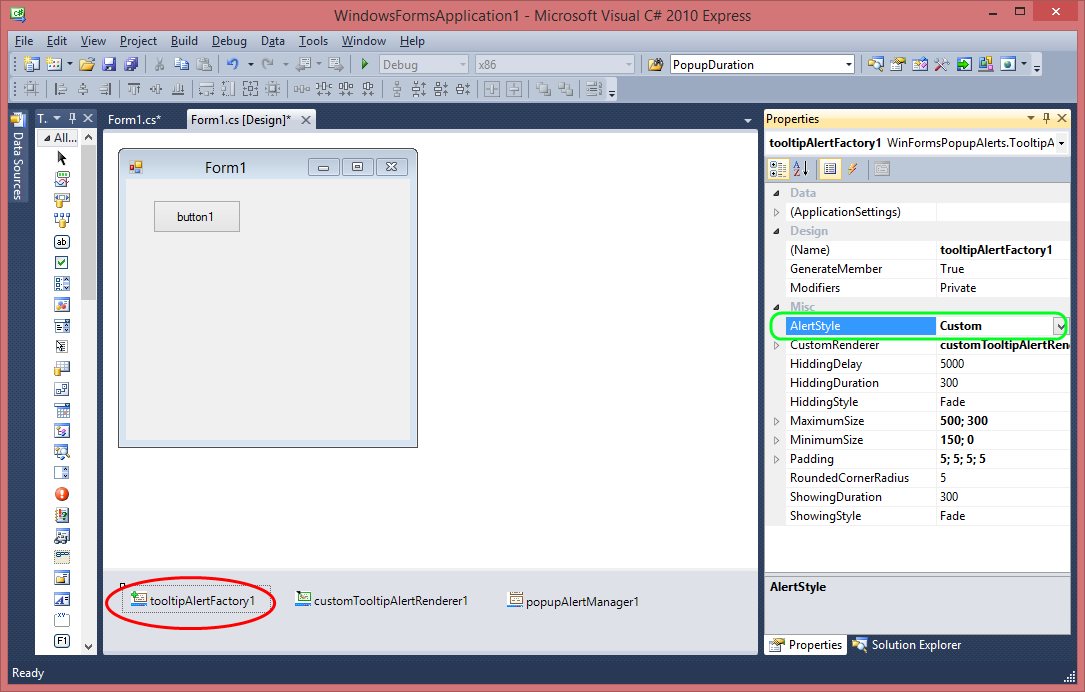 WindowsFormsApplication1 - Microsoft Visual C# 2010 Express
File Edit View Project Build Debug Data Tools Window Help
Debug x86 PopupDuration
Data Sources
T.
All...
ab
F1
Form1.cs* Form1.cs [Design]*
Form1
button1
tooltipAlertFactory1 customTooltipAlertRenderer1 popupAlertManager1
Properties
tooltipAlertFactory1 WinFormsPopupAlerts.TooltipA
Data
(ApplicationSettings)
Design
(Name) tooltipAlertFactory1
GenerateMember True
Modifiers Private
Misc
AlertStyle Custom
CustomRenderer customTooltipAlertRen
HiddingDelay 5000
HiddingDuration 300
HiddingStyle Fade
MaximumSize 500; 300
MinimumSize 150; 0
Padding 5; 5; 5; 5
RoundedCornerRadius 5
ShowingDuration 300
ShowingStyle Fade
AlertStyle
Properties Solution Explorer
Ready